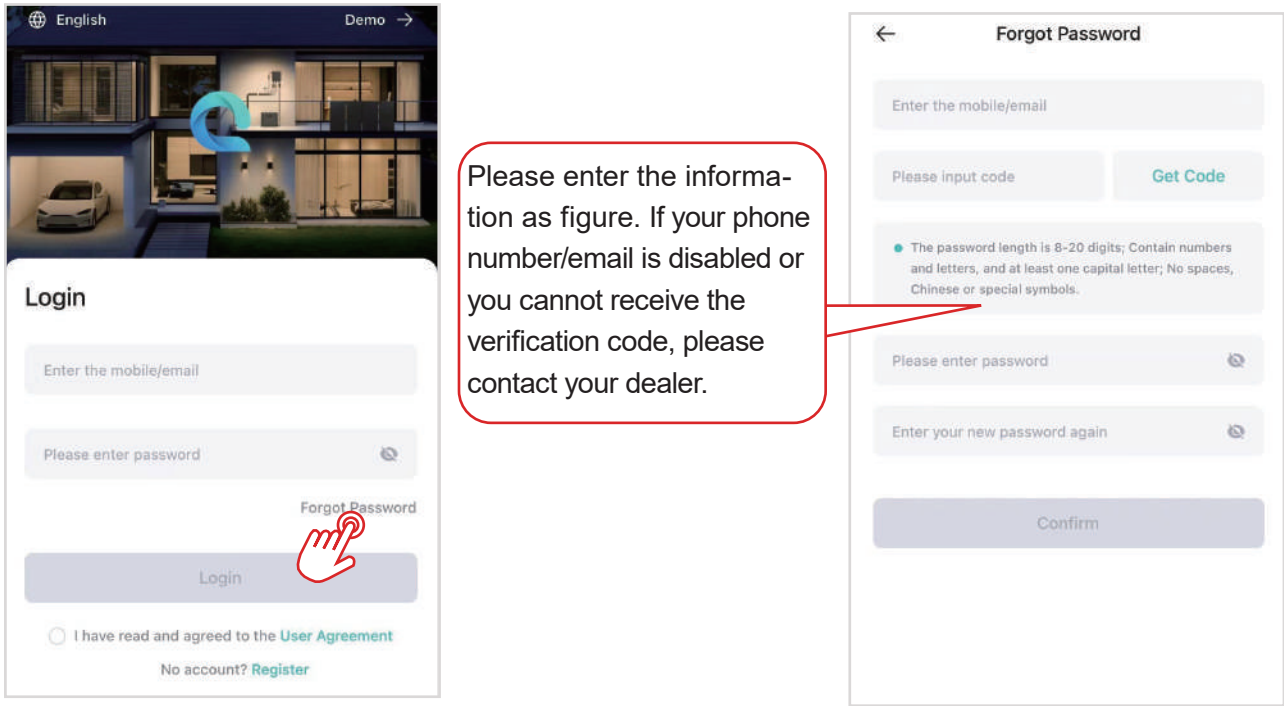 English
Demo →
Login
Enter the mobile/email
Please enter password
Forgot Password
Login
I have read and agreed to the User Agreement
No account? Register
Please enter the informa-
tion as figure. If your phone
number/email is disabled or
you cannot receive the
verification code, please
contact your dealer.
← Forgot Password
Enter the mobile/email
Please input code
Get Code
The password length is 8-20 digits; Contain numbers
and letters, and at least one capital letter; No spaces,
Chinese or special symbols.
Please enter password
Enter your new password again
Confirm